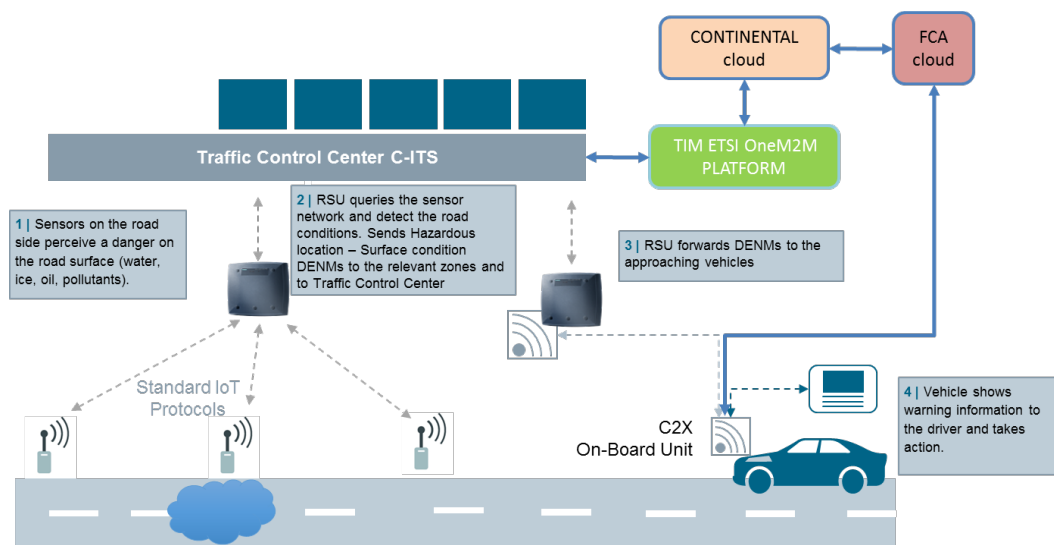 CONTINENTAL
cloud
FCA
cloud
Traffic Control Center C-ITS
TIM ETSI OneM2M
PLATFORM
1 | Sensors on the road
side perceive a danger on
the road surface (water,
ice, oil, pollutants).
2 | RSU queries the sensor
network and detect the road
conditions. Sends Hazardous
location – Surface condition
DENMs to the relevant zones and
to Traffic Control Center
3 | RSU forwards DENMs to the
approaching vehicles
Standard IoT
Protocols
C2X
On-Board Unit
4 | Vehicle shows
warning information to
the driver and takes
action.